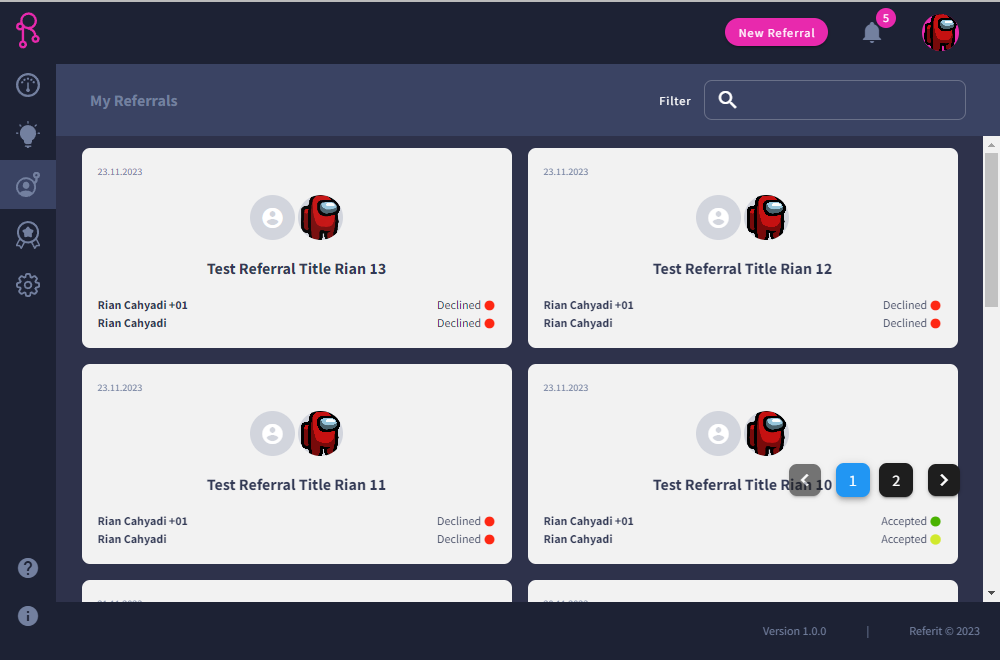 5
New Referral
My Referrals
Filter
23.11.2023
Test Referral Title Rian 13
Rian Cahyadi +01 Declined
Rian Cahyadi Declined
23.11.2023
Test Referral Title Rian 12
Rian Cahyadi +01 Declined
Rian Cahyadi Declined
23.11.2023
Test Referral Title Rian 11
Rian Cahyadi +01 Declined
Rian Cahyadi Declined
23.11.2023
Test Referral Title Rian 10
1 2
Rian Cahyadi +01 Accepted
Rian Cahyadi Accepted
Version 1.0.0 | Referit © 2023